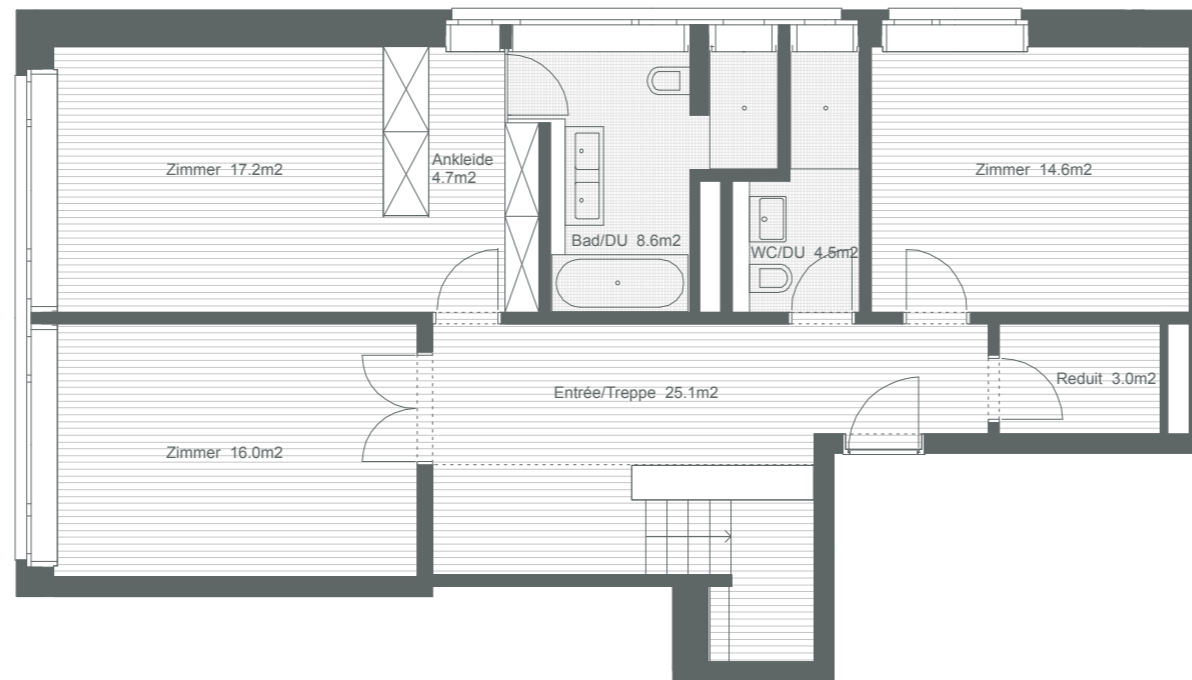 Zimmer 17.2m2
Ankleide
4.7m2
Zimmer 14.6m2
Bad/DU 8.6m2
WC/DU 4.5m2
Entrée/Treppe 25.1m2
Reduit 3.0m2
Zimmer 16.0m2